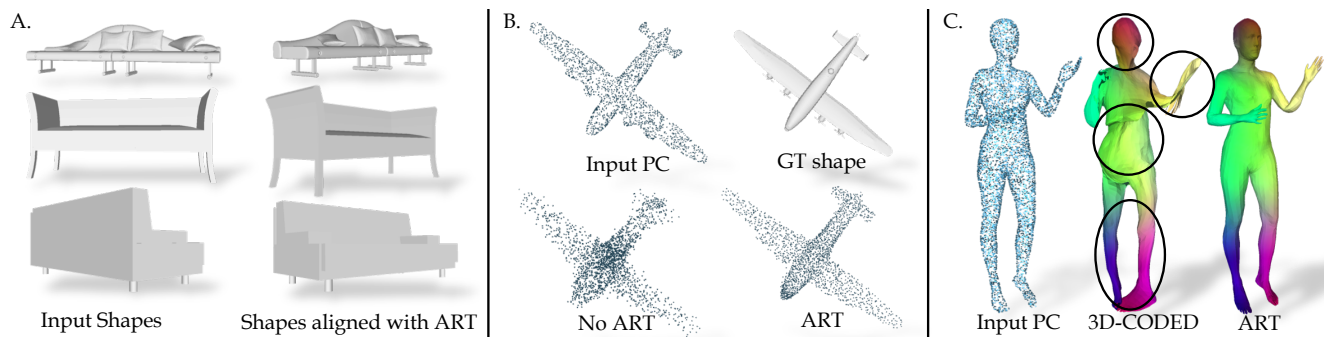 A.
Input Shapes
Shapes aligned with ART
B.
Input PC
GT shape
No ART
ART
C.
Input PC
3D-CODED
ART